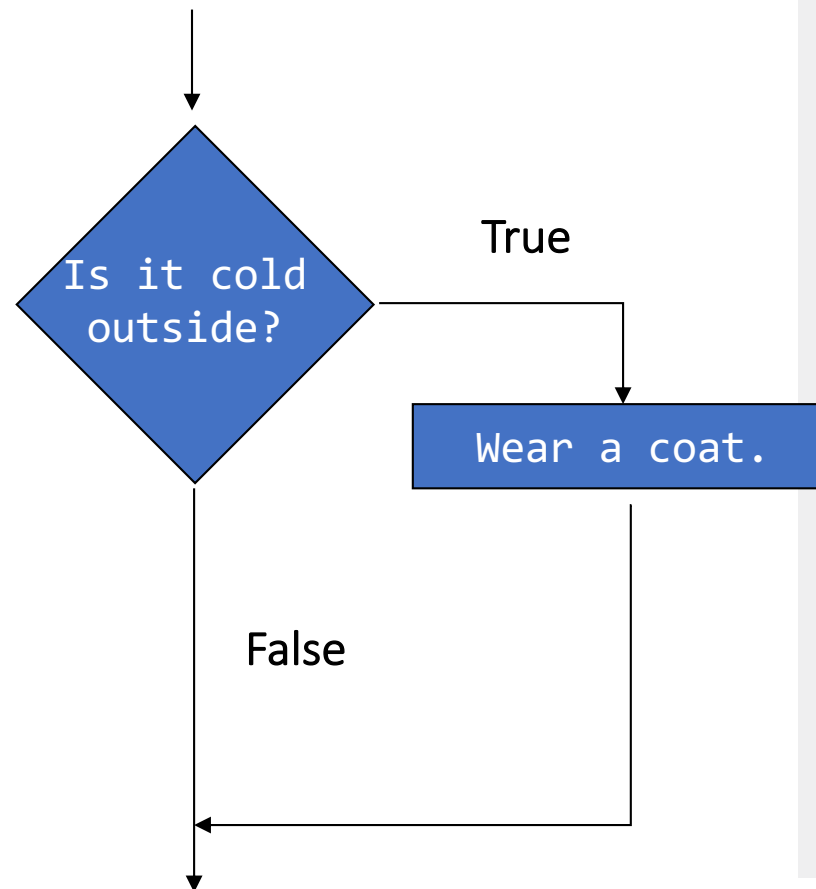 True
Is it cold
outside?
Wear a coat.
False